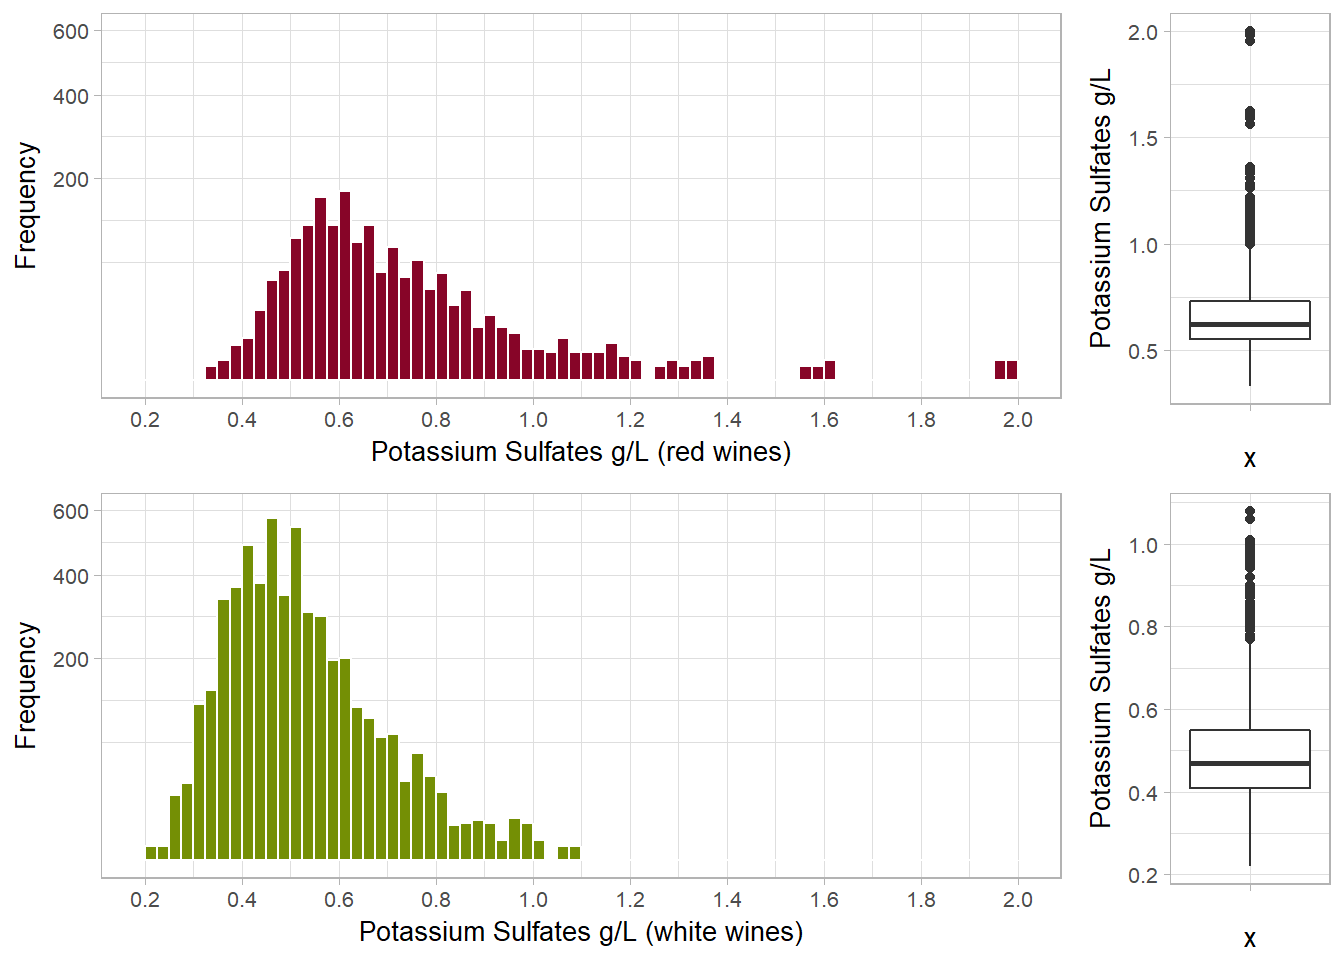 600
400
200
Frequency
0.2 0.4 0.6 0.8 1.0 1.2 1.4 1.6 1.8 2.0
Potassium Sulfates g/L (red wines)
2.0
1.5
1.0
0.5
Potassium Sulfates g/L
x
600
400
200
Frequency
0.2 0.4 0.6 0.8 1.0 1.2 1.4 1.6 1.8 2.0
Potassium Sulfates g/L (white wines)
1.0
0.8
0.6
0.4
0.2
Potassium Sulfates g/L
x